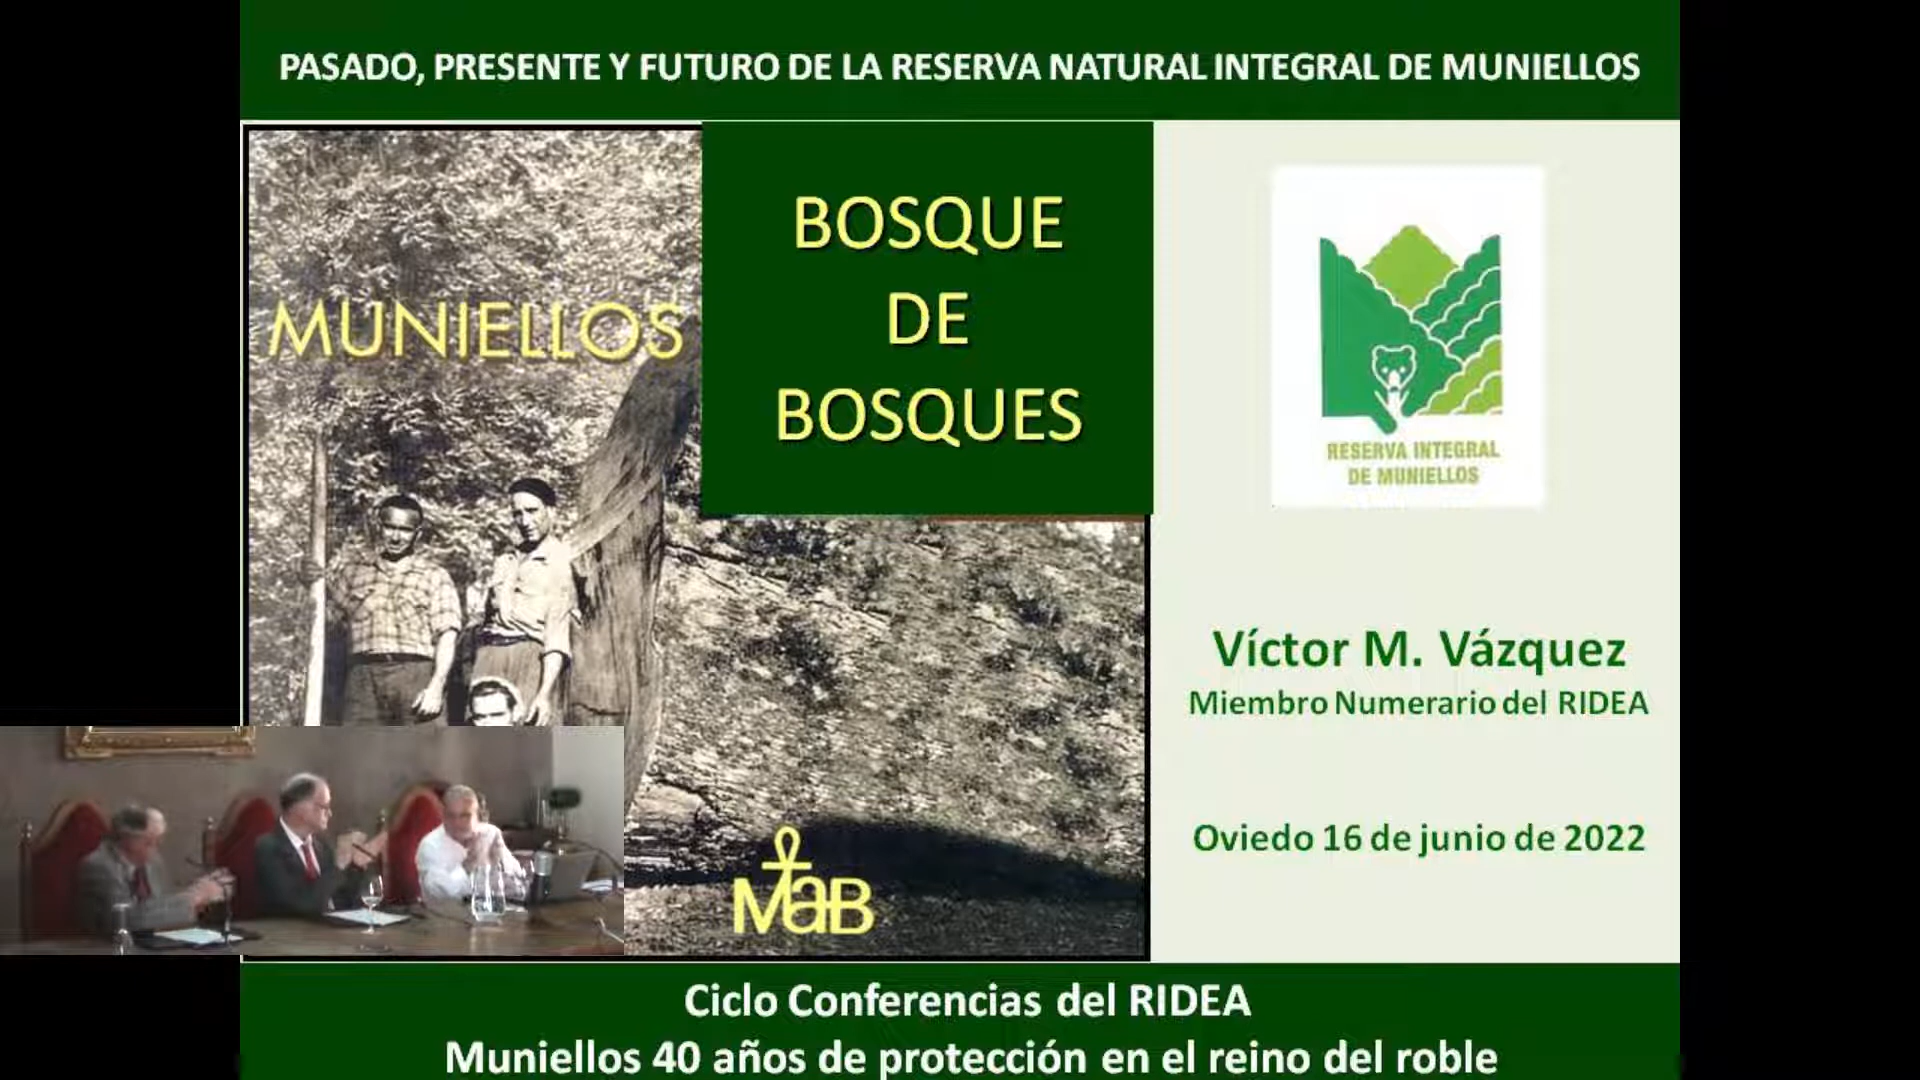 PASADO, PRESENTE Y FUTURO DE LA RESERVA NATURAL INTEGRAL DE MUNIELLOS
MUNIELLOS
BOSQUE
DE
BOSQUES
RESERVA INTEGRAL
DE MUNIELLOS
Víctor M. Vázquez
Miembro Numerario del RIDEA
Oviedo 16 de junio de 2022
MaB
Ciclo Conferencias del RIDEA
Muniellos 40 años de protección en el reino del roble